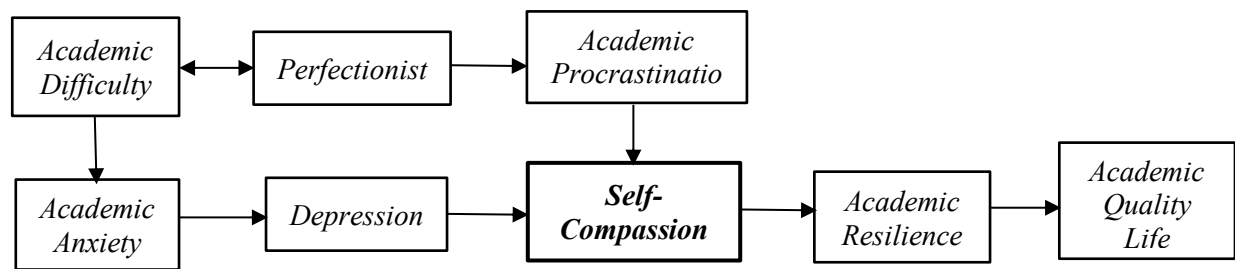 Academic
Difficulty
Perfectionist
Academic
Procrastinatio
Academic
Anxiety
Depression
Self-
Compassion
Academic
Resilience
Academic
Quality
Life